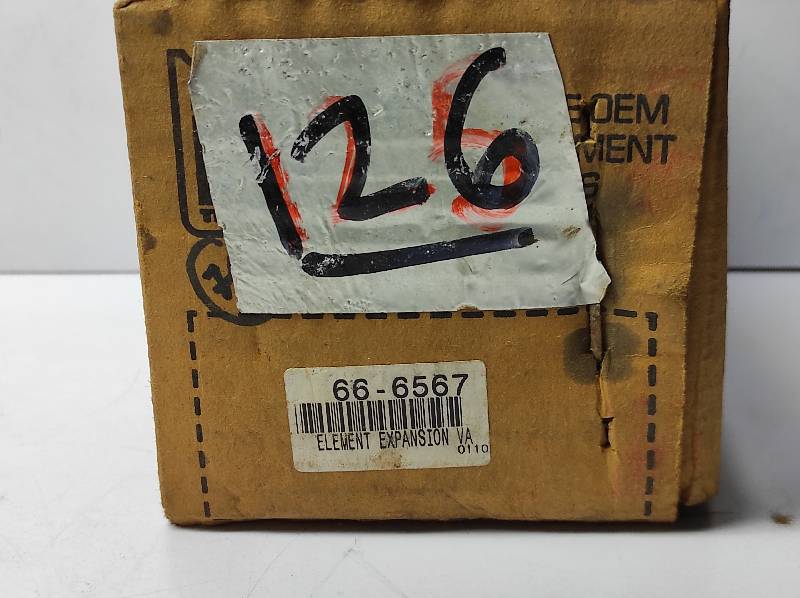 126
OEM
MENT
66-6567
ELEMENT EXPANSION VA
0110